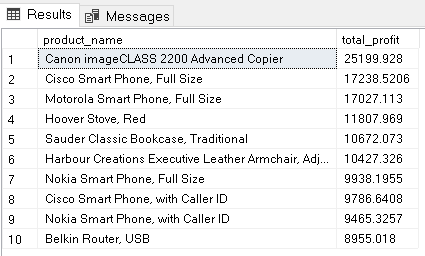 Results Messages
product_name total_profit
1 Canon imageCLASS 2200 Advanced Copier 25199.928
2 Cisco Smart Phone, Full Size 17238.5206
3 Motorola Smart Phone, Full Size 17027.113
4 Hoover Stove, Red 11807.969
5 Sauder Classic Bookcase, Traditional 10672.073
6 Harbour Creations Executive Leather Armchair, Adj... 10427.326
7 Nokia Smart Phone, Full Size 9938.1955
8 Cisco Smart Phone, with Caller ID 9786.6408
9 Nokia Smart Phone, with Caller ID 9465.3257
10 Belkin Router, USB 8955.018